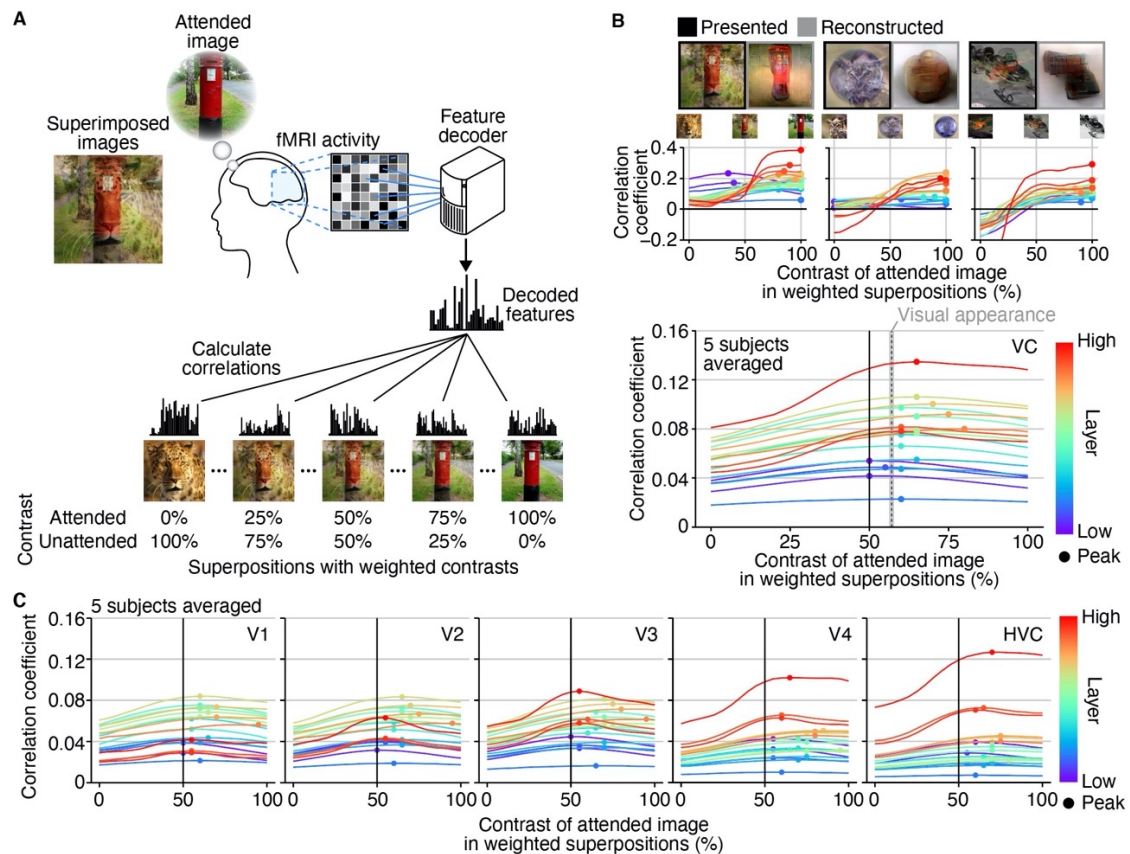 A
Attended
image
Superimposed
images
fMRI activity
Feature
decoder
Decoded
features
Calculate
correlations
Contrast
Attended 0% 25% 50% 75% 100%
Unattended 100% 75% 50% 25% 0%
Superpositions with weighted contrasts
B
Presented Reconstructed
Correlation
coefficient
0.4
0.2
0
−0.2
0 50 100 50 100 50 100
Contrast of attended image
in weighted superpositions (%)
Visual appearance
5 subjects
averaged
VC
Correlation coefficient
0.16
0.12
0.08
0.04
0
0 25 50 75 100
Contrast of attended image
in weighted superpositions (%)
High
Layer
Low
Peak
C
5 subjects averaged
V1 V2 V3 V4 HVC
Correlation coefficient
0.16
0.12
0.08
0.04
0
0 50 100 0 50 100 0 50 100 0 50 100 0 50 100
Contrast of attended image
in weighted superpositions (%)
High
Layer
Low
Peak